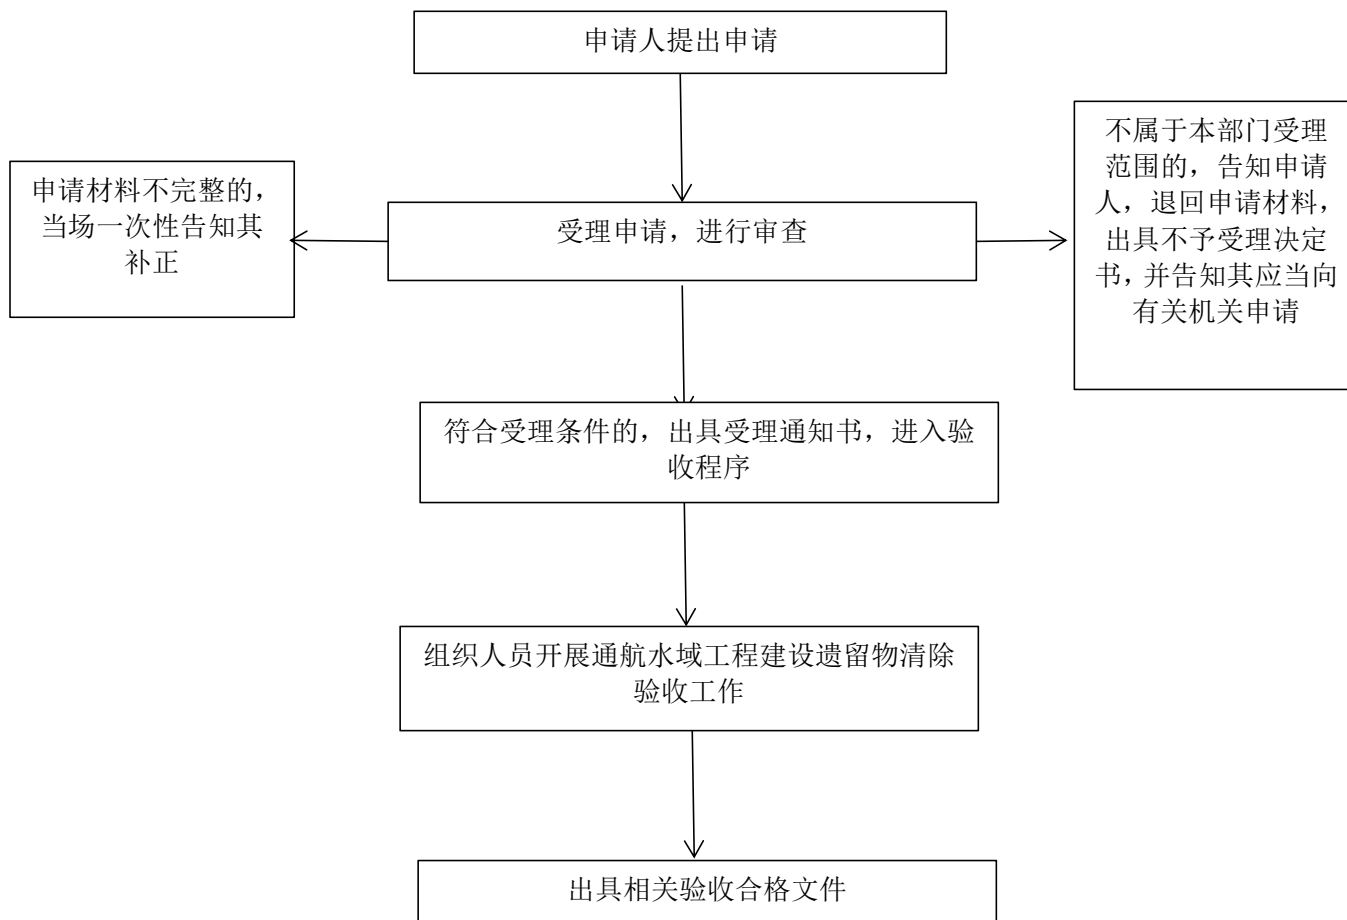 申请人提出申请
申请材料不完整的，
当场一次性告知其
补正
受理申请，进行审查
不属于本部门受理
范围的，告知申请
人，退回申请材料，
出具不予受理决定
书，并告知其应当向
有关机关申请
符合受理条件的，出具受理通知书，进入验
收程序
组织人员开展通航水域工程建设遗留物清除
验收工作
出具相关验收合格文件